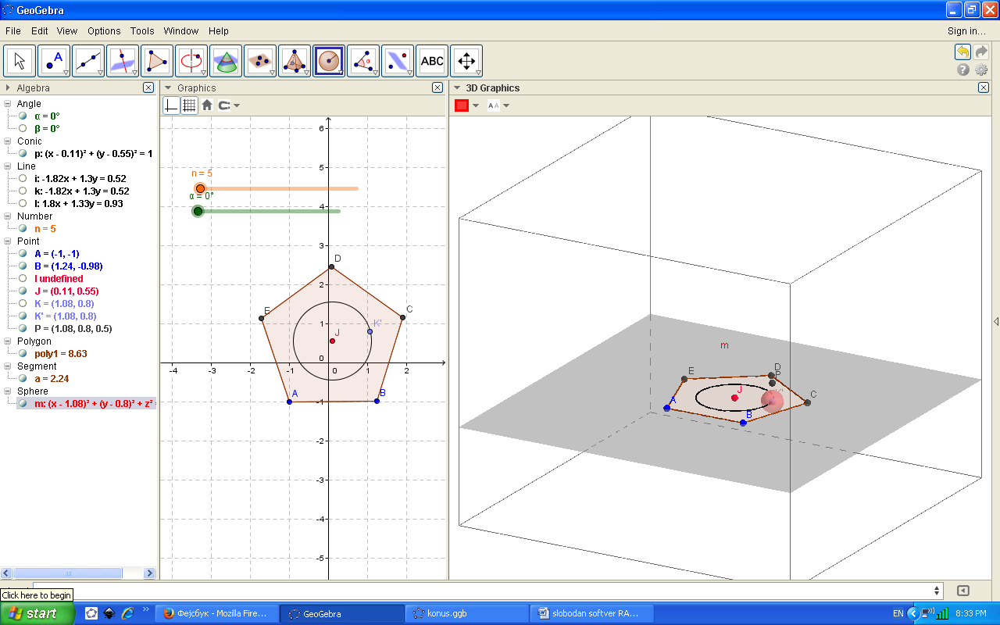 GeoGebra
File Edit View Options Tools Window Help Sign in...
ABC
Algebra
Graphics
3D Graphics
Angle
α = 0°
β = 0°
Conic
p: (x - 0.11)² + (y - 0.55)² = 1
Line
i: -1.82x + 1.3y = 0.52
k: -1.82x + 1.3y = 0.52
l: 1.8x + 1.33y = 0.93
Number
n = 5
Point
A = (-1, -1)
B = (1.24, -0.98)
I undefined
J = (0.11, 0.55)
K = (1.08, 0.8)
K' = (1.08, 0.8)
P = (1.08, 0.8, 0.5)
Polygon
poly1 = 8.63
Segment
a = 2.24
Sphere
m: (x - 1.08)² + (y - 0.8)² + z² =
A A
n = 5
α = 0°
6
5
4
3
2
1
0
-1
-2
-3
-4
-5
-4 -3 -2 -1 0 1 2
D
E
C
K'
J
A
B
m
E
D
P
J
K'
C
A
B
Click here to begin
start
Фејсбук - Mozilla Fire...
GeoGebra
konus.ggb
slobodan softver RA...
EN
8:33 PM